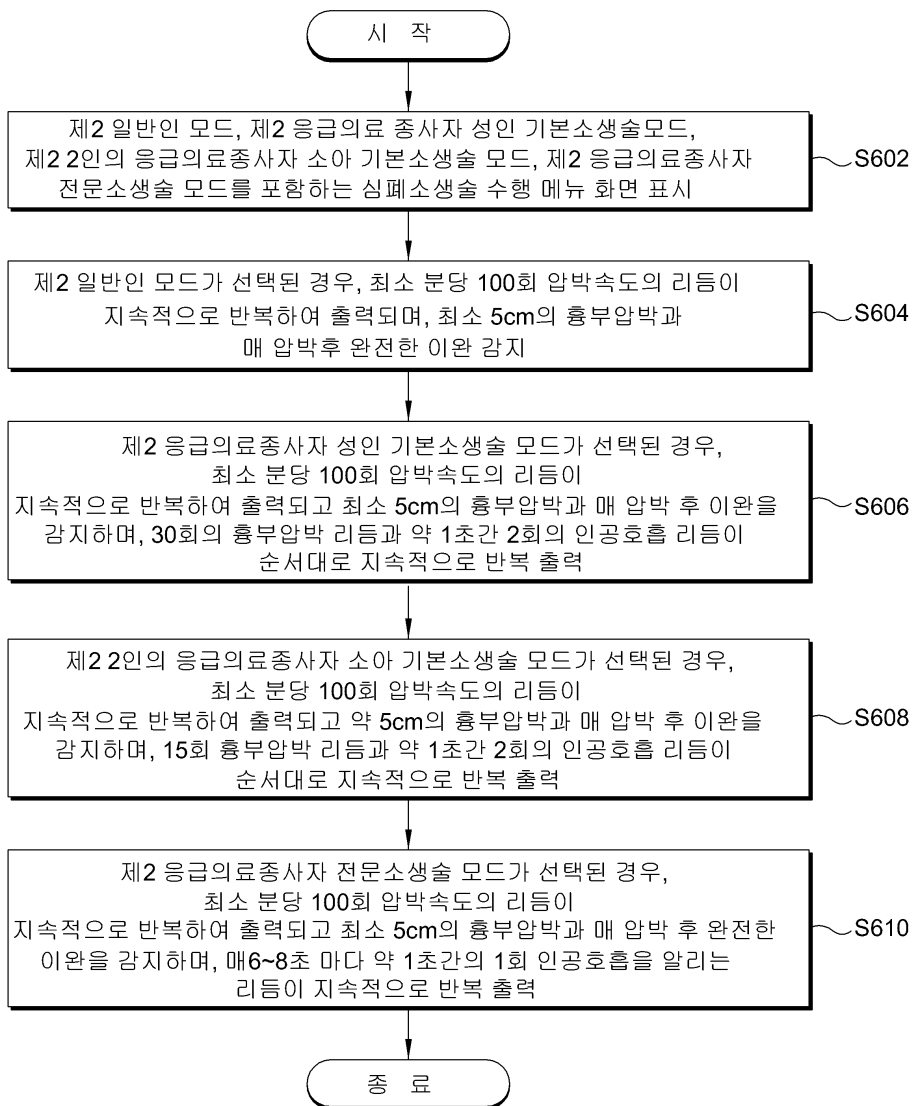 시 작
제2 일반인 모드, 제2 응급의료 종사자 성인 기본소생술모드,
제2 2인의 응급의료종사자 소아 기본소생술 모드, 제2 응급의료종사자
전문소생술 모드를 포함하는 심폐소생술 수행 메뉴 화면 표시
S602
제2 일반인 모드가 선택된 경우, 최소 분당 100회 압박속도의 리듬이
지속적으로 반복하여 출력되며, 최소 5cm의 흉부압박과
매 압박후 완전한 이완 감지
S604
제2 응급의료종사자 성인 기본소생술 모드가 선택된 경우,
최소 분당 100회 압박속도의 리듬이
지속적으로 반복하여 출력되고 최소 5cm의 흉부압박과 매 압박 후 이완을
감지하며, 30회의 흉부압박 리듬과 약 1초간 2회의 인공호흡 리듬이
순서대로 지속적으로 반복 출력
S606
제2 2인의 응급의료종사자 소아 기본소생술 모드가 선택된 경우,
최소 분당 100회 압박속도의 리듬이
지속적으로 반복하여 출력되고 약 5cm의 흉부압박과 매 압박 후 이완을
감지하며, 15회 흉부압박 리듬과 약 1초간 2회의 인공호흡 리듬이
순서대로 지속적으로 반복 출력
S608
제2 응급의료종사자 전문소생술 모드가 선택된 경우,
최소 분당 100회 압박속도의 리듬이
지속적으로 반복하여 출력되고 최소 5cm의 흉부압박과 매 압박 후 완전한
이완을 감지하며, 매6~8초 마다 약 1초간의 1회 인공호흡을 알리는
리듬이 지속적으로 반복 출력
S610
종 료